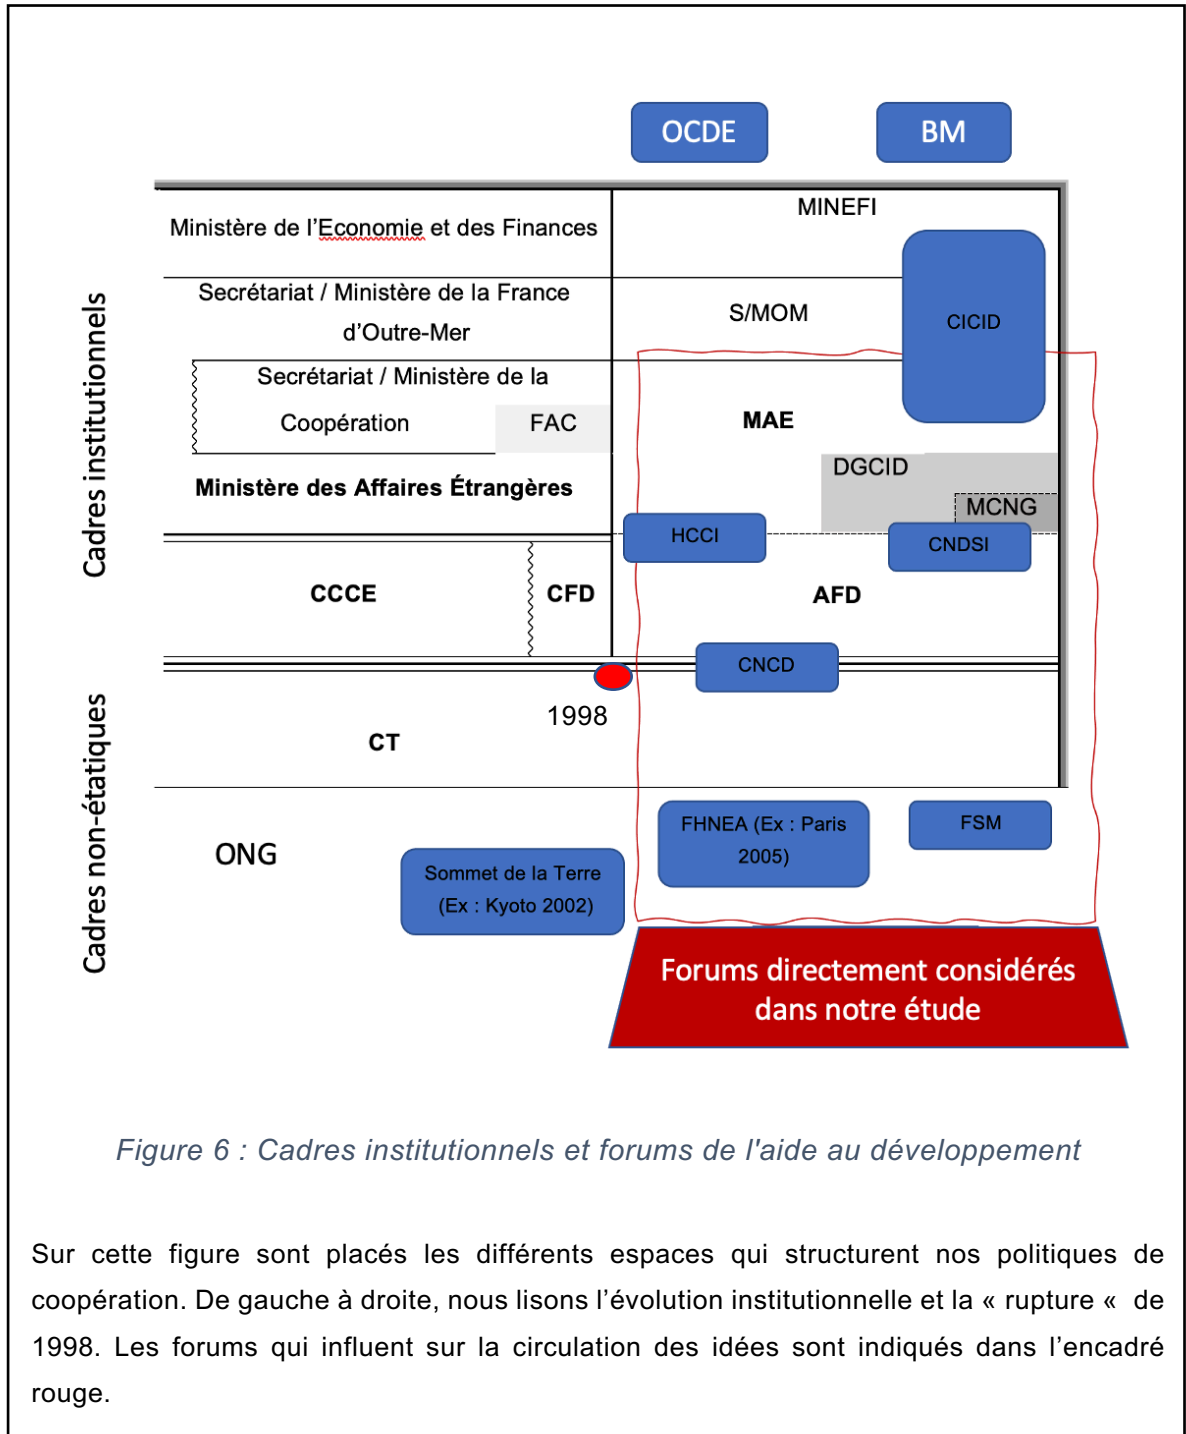 OCDE
BM
Cadres institutionnels
Ministère de l’Economie et des Finances
MINEFI
Secrétariat / Ministère de la France
d’Outre-Mer
S/MOM
CICID
Secrétariat / Ministère de la
Coopération
FAC
MAE
Ministère des Affaires Étrangères
DGCID
MCNG
HCCI
CNDSI
CCCE
CFD
AFD
CNCD
1998
Cadres non-étatiques
CT
ONG
Sommet de la Terre
(Ex : Kyoto 2002)
FHNEA (Ex : Paris
2005)
FSM
Forums directement considérés
dans notre étude
Figure 6 : Cadres institutionnels et forums de l'aide au développement
Sur cette figure sont placés les différents espaces qui structurent nos politiques de
coopération. De gauche à droite, nous lisons l’évolution institutionnelle et la « rupture « de
1998. Les forums qui influent sur la circulation des idées sont indiqués dans l’encadré
rouge.